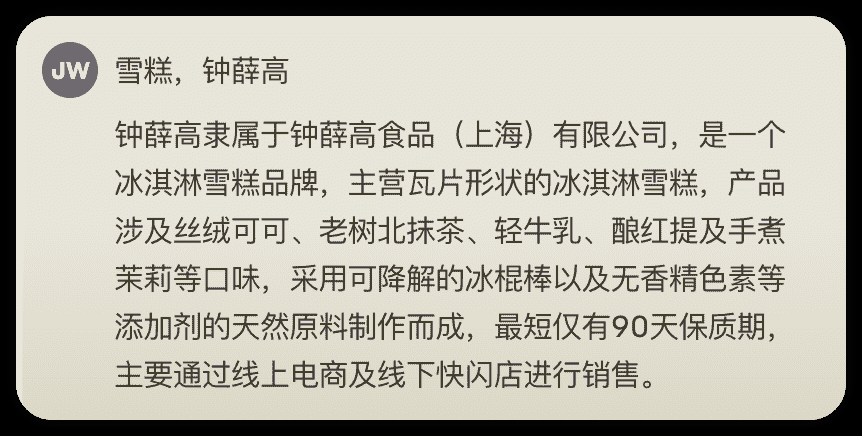 JW
雪糕，钟薛高
钟薛高隶属于钟薛高食品（上海）有限公司，是一个
冰淇淋雪糕品牌，主营瓦片形状的冰淇淋雪糕，产品
涉及丝绒可可、老树北抹茶、轻牛乳、酿红提及手煮
茉莉等口味，采用可降解的冰棍棒以及无香精色素等
添加剂的天然原料制作而成，最短仅有90天保质期，
主要通过线上电商及线下快闪店进行销售。